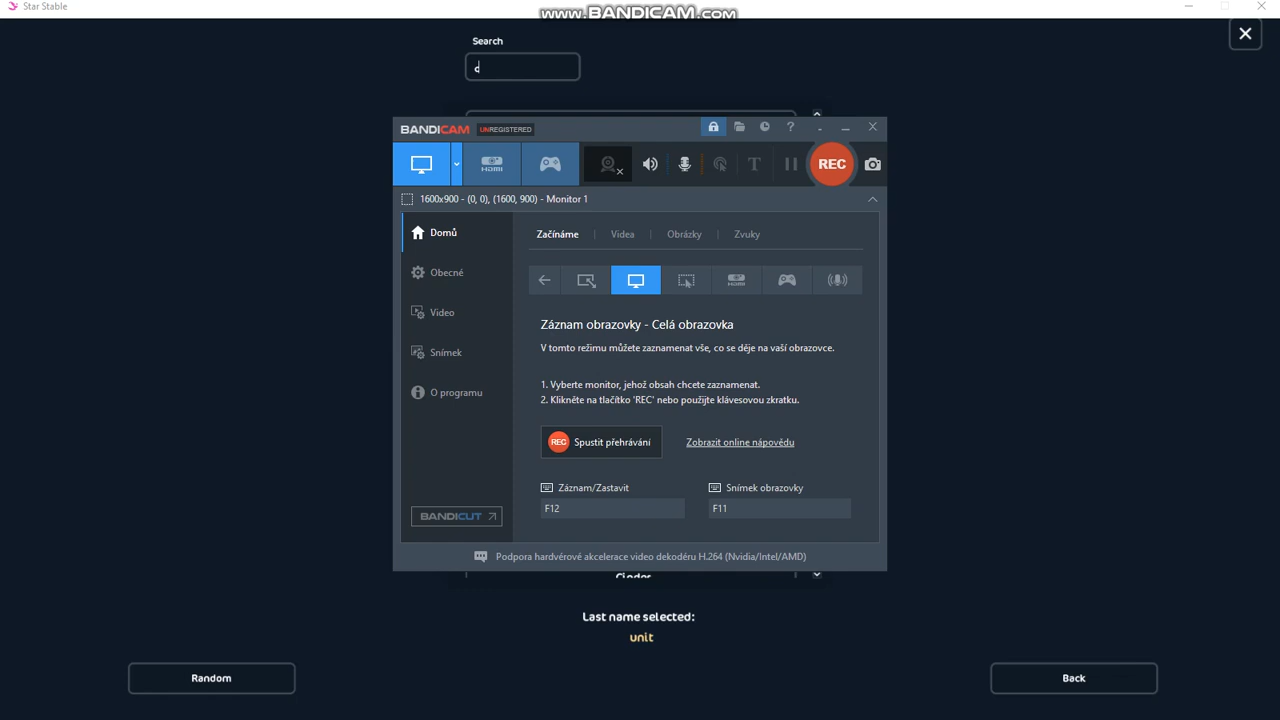 Star Stable
www.BANDICAM.com
Search
c
BANDICAM UNREGISTERED
?
HDMI
T
REC
1600x900 - (0, 0), (1600, 900) - Monitor 1
Domů
Obecné
Video
Snímek
O programu
BANDICUT
Začínáme
Videa
Obrázky
Zvuky
HDMI
Záznam obrazovky - Celá obrazovka
V tomto režimu můžete zaznamenat vše, co se děje na vaší obrazovce.
1. Vyberte monitor, jehož obsah chcete zaznamenat.
2. Klikněte na tlačítko 'REC' nebo použijte klávesovou zkratku.
REC Spustit přehrávání
Zobrazit online nápovědu
Záznam/Zastavit
F12
Snímek obrazovky
F11
Podpora hardvérové akcelerace video dekodéru H.264 (Nvidia/Intel/AMD)
Last name selected:
unit
Random
Back